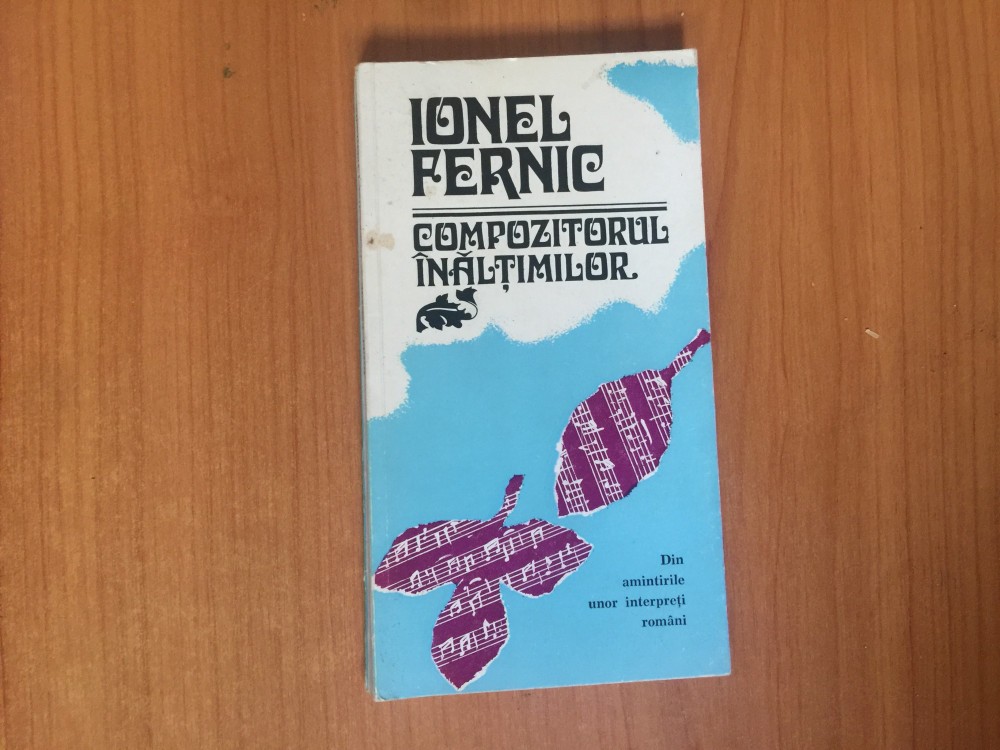 IONEL
FERNIC
COMPOZITORUL
ÎNĂLȚIMILOR
Din
amintirile
unor interpreți
români